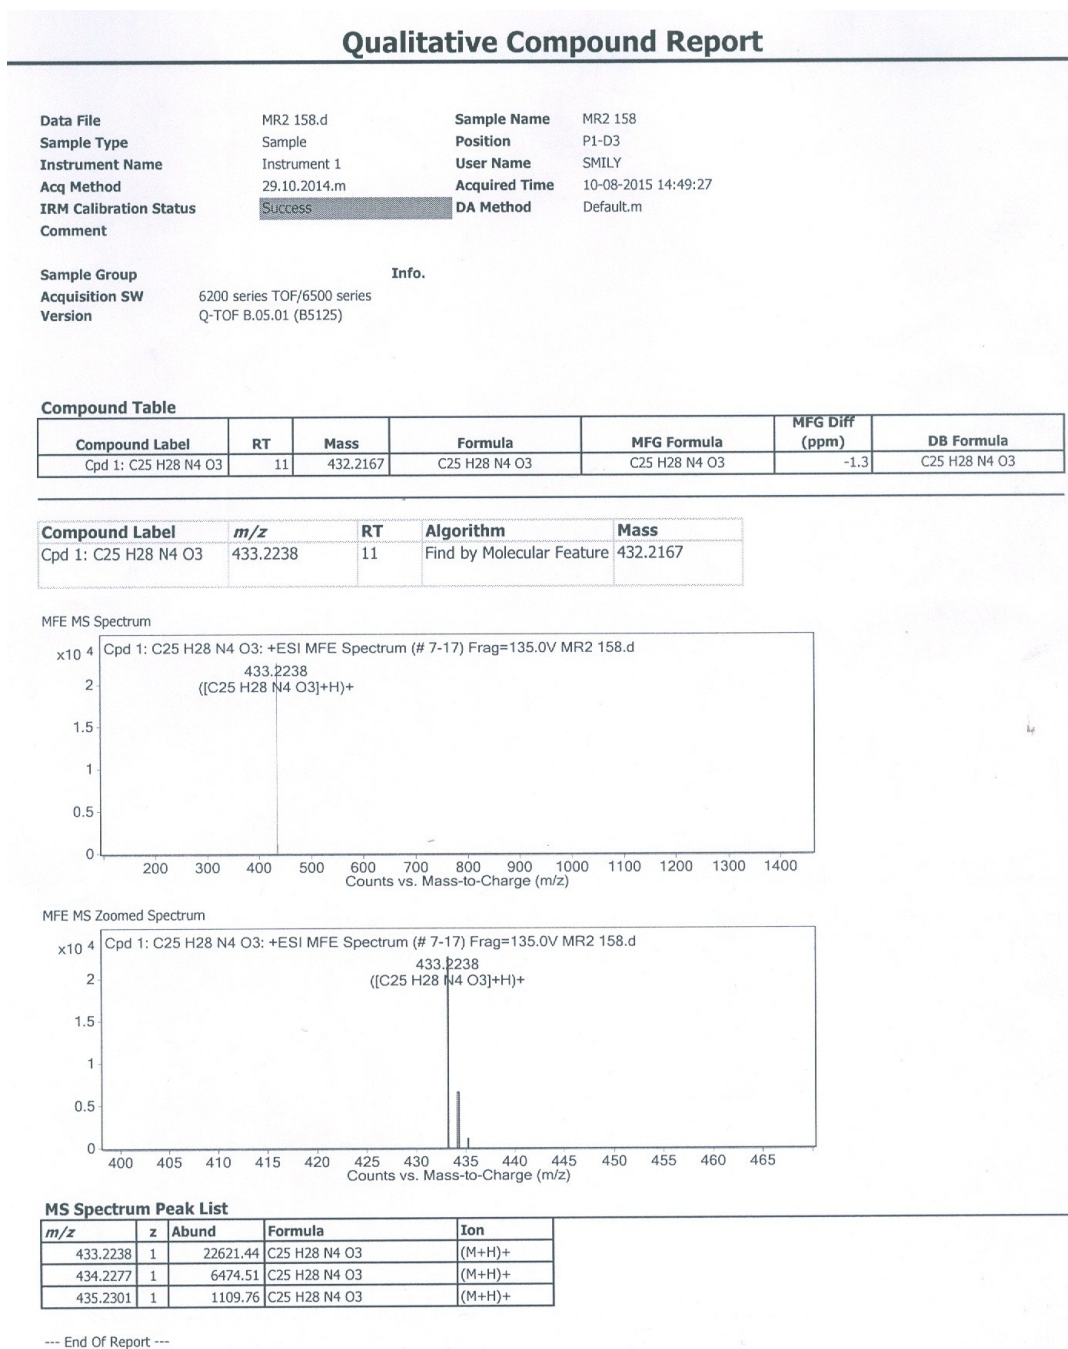 Qualitative Compound Report
Data File MR2 158.d Sample Name MR2 158
Sample Type Sample Position P1-D3
Instrument Name Instrument 1 User Name SMILY
Acq Method 29.10.2014.m Acquired Time 10-08-2015 14:49:27
IRM Calibration Status Success DA Method Default.m
Comment
Sample Group Info.
Acquisition SW 6200 series TOF/6500 series
Version Q-TOF B.05.01 (B5125)
Compound Table
Compound Label RT Mass Formula MFG Formula MFG Diff (ppm) DB Formula
Cpd 1: C25 H28 N4 O3 11 432.2167 C25 H28 N4 O3 C25 H28 N4 O3 -1.3 C25 H28 N4 O3
Compound Label m/z RT Algorithm Mass
Cpd 1: C25 H28 N4 O3 433.2238 11 Find by Molecular Feature 432.2167
MFE MS Spectrum
x10 4 Cpd 1: C25 H28 N4 O3: +ESI MFE Spectrum (# 7-17) Frag=135.0V MR2 158.d
433.2238
([C25 H28 N4 O3]+H)+
2
1.5
1
0.5
0
200 300 400 500 600 700 800 900 1000 1100 1200 1300 1400
Counts vs. Mass-to-Charge (m/z)
MFE MS Zoomed Spectrum
x10 4 Cpd 1: C25 H28 N4 O3: +ESI MFE Spectrum (# 7-17) Frag=135.0V MR2 158.d
433.2238
([C25 H28 N4 O3]+H)+
2
1.5
1
0.5
0
400 405 410 415 420 425 430 435 440 445 450 455 460 465
Counts vs. Mass-to-Charge (m/z)
MS Spectrum Peak List
m/z z Abund Formula Ion
433.2238 1 22621.44 C25 H28 N4 O3 (M+H)+
434.2277 1 6474.51 C25 H28 N4 O3 (M+H)+
435.2301 1 1109.76 C25 H28 N4 O3 (M+H)+
--- End Of Report ---